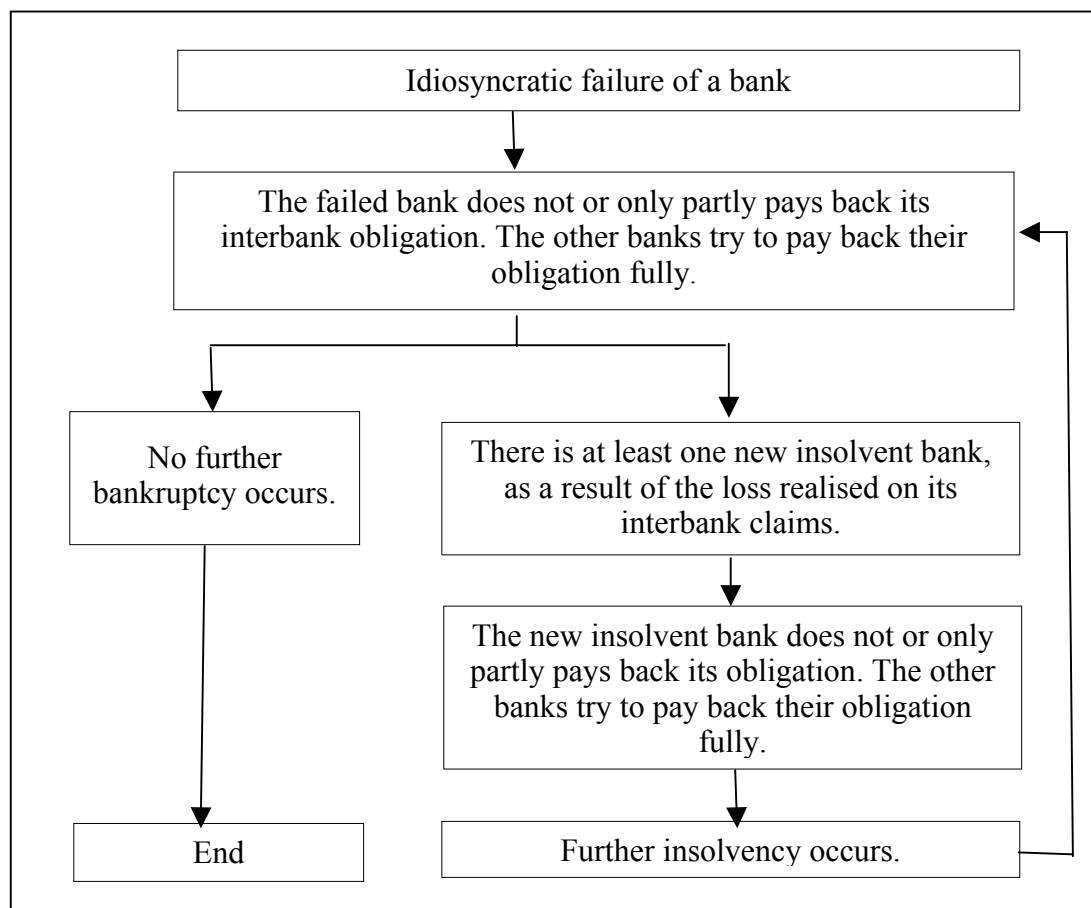 Idiosyncratic failure of a bank
The failed bank does not or only partly pays back its
interbank obligation. The other banks try to pay back their
obligation fully.
No further
bankruptcy occurs.
There is at least one new insolvent bank,
as a result of the loss realised on its
interbank claims.
The new insolvent bank does not or only
partly pays back its obligation. The other
banks try to pay back their obligation
fully.
End
Further insolvency occurs.